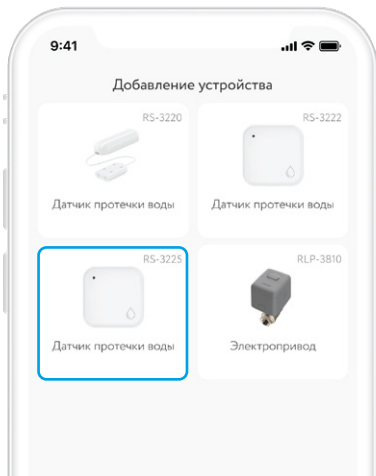 9:41
Добавление устройства
RS-3220
RS-3222
Датчик протечки воды
Датчик протечки воды
RS-3225
RLP-3810
Датчик протечки воды
Электропривод